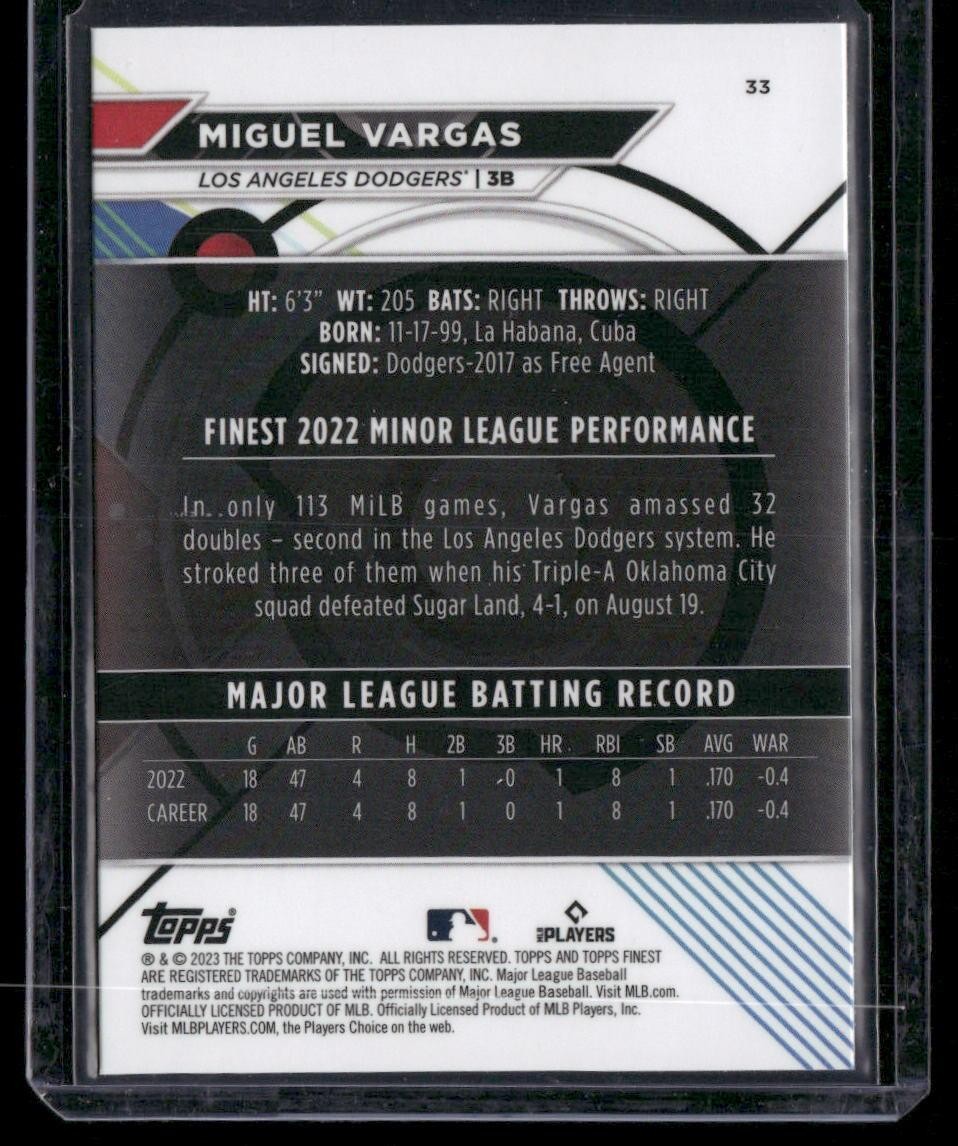 33
MIGUEL VARGAS
LOS ANGELES DODGERS® | 3B
HT: 6'3" WT: 205 BATS: RIGHT THROWS: RIGHT
BORN: 11-17-99, La Habana, Cuba
SIGNED: Dodgers-2017 as Free Agent
FINEST 2022 MINOR LEAGUE PERFORMANCE
In only 113 MiLB games, Vargas amassed 32
doubles – second in the Los Angeles Dodgers system. He
stroked three of them when his Triple-A Oklahoma City
squad defeated Sugar Land, 4-1, on August 19.
MAJOR LEAGUE BATTING RECORD
G AB R H 2B 3B HR RBI SB AVG WAR
2022 18 47 4 8 1 0 1 8 1 .170 -0.4
CAREER 18 47 4 8 1 0 1 8 1 .170 -0.4
topps® MLB PLAYERS
® & © 2023 THE TOPPS COMPANY, INC. ALL RIGHTS RESERVED. TOPPS AND TOPPS FINEST
ARE REGISTERED TRADEMARKS OF THE TOPPS COMPANY, INC. Major League Baseball
trademarks and copyrights are used with permission of Major League Baseball. Visit MLB.com.
OFFICIALLY LICENSED PRODUCT OF MLB. Officially Licensed Product of MLB Players, Inc.
Visit MLBPLAYERS.COM, the Players Choice on the web.